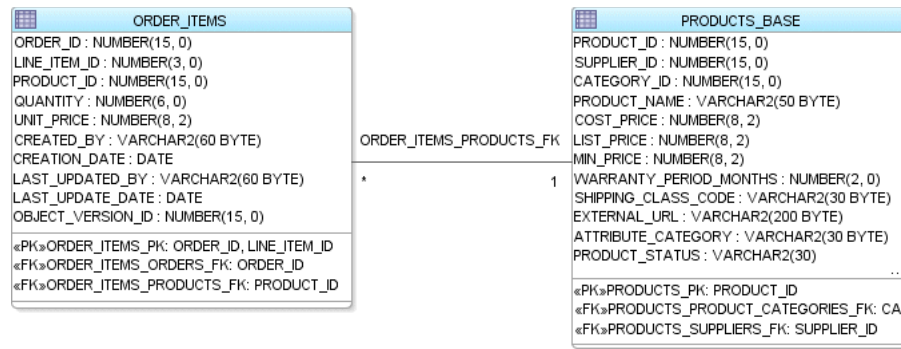 ORDER_ITEMS
ORDER_ID : NUMBER(15, 0)
LINE_ITEM_ID : NUMBER(3, 0)
PRODUCT_ID : NUMBER(15, 0)
QUANTITY : NUMBER(6, 0)
UNIT_PRICE : NUMBER(8, 2)
CREATED_BY : VARCHAR2(60 BYTE)
CREATION_DATE : DATE
LAST_UPDATED_BY : VARCHAR2(60 BYTE)
LAST_UPDATE_DATE : DATE
OBJECT_VERSION_ID : NUMBER(15, 0)
«PK»ORDER_ITEMS_PK: ORDER_ID, LINE_ITEM_ID
«FK»ORDER_ITEMS_ORDERS_FK: ORDER_ID
«FK»ORDER_ITEMS_PRODUCTS_FK: PRODUCT_ID
ORDER_ITEMS_PRODUCTS_FK
* 1
PRODUCTS_BASE
PRODUCT_ID : NUMBER(15, 0)
SUPPLIER_ID : NUMBER(15, 0)
CATEGORY_ID : NUMBER(15, 0)
PRODUCT_NAME : VARCHAR2(50 BYTE)
COST_PRICE : NUMBER(8, 2)
LIST_PRICE : NUMBER(8, 2)
MIN_PRICE : NUMBER(8, 2)
WARRANTY_PERIOD_MONTHS : NUMBER(2, 0)
SHIPPING_CLASS_CODE : VARCHAR2(30 BYTE)
EXTERNAL_URL : VARCHAR2(200 BYTE)
ATTRIBUTE_CATEGORY : VARCHAR2(30 BYTE)
PRODUCT_STATUS : VARCHAR2(30)
..
«PK»PRODUCTS_PK: PRODUCT_ID
«FK»PRODUCTS_PRODUCT_CATEGORIES_FK: CA
«FK»PRODUCTS_SUPPLIERS_FK: SUPPLIER_ID